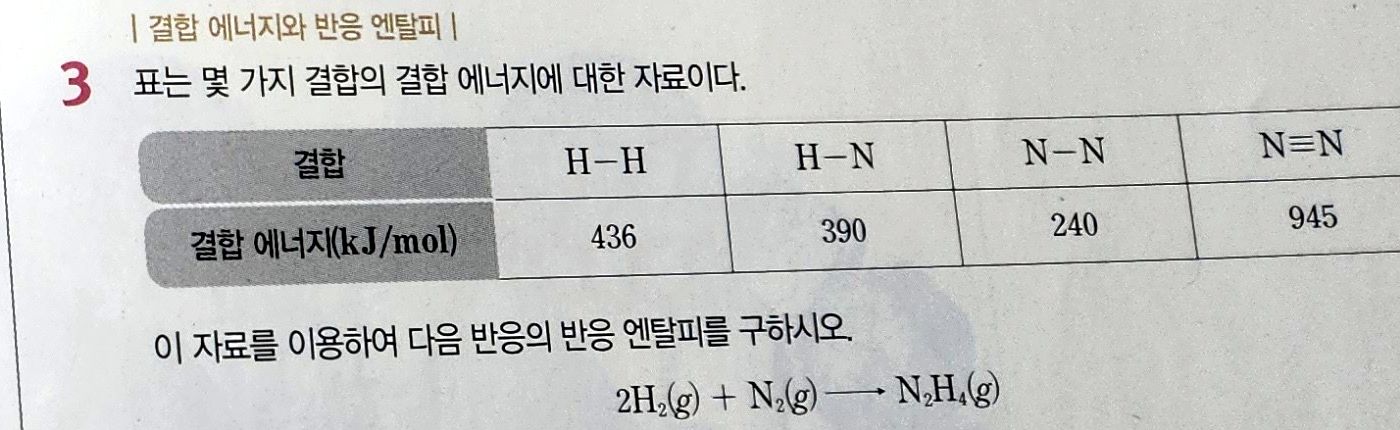 | 결합 에너지와 반응 엔탈피 |
3 표는 몇 가지 결합의 결합 에너지에 대한 자료이다.
결합 H−H H−N N−N N≡N
결합 에너지(kJ/mol) 436 390 240 945
이 자료를 이용하여 다음 반응의 반응 엔탈피를 구하시오.
2H₂(g) + N₂(g) ⟶ N₂H₄(g)